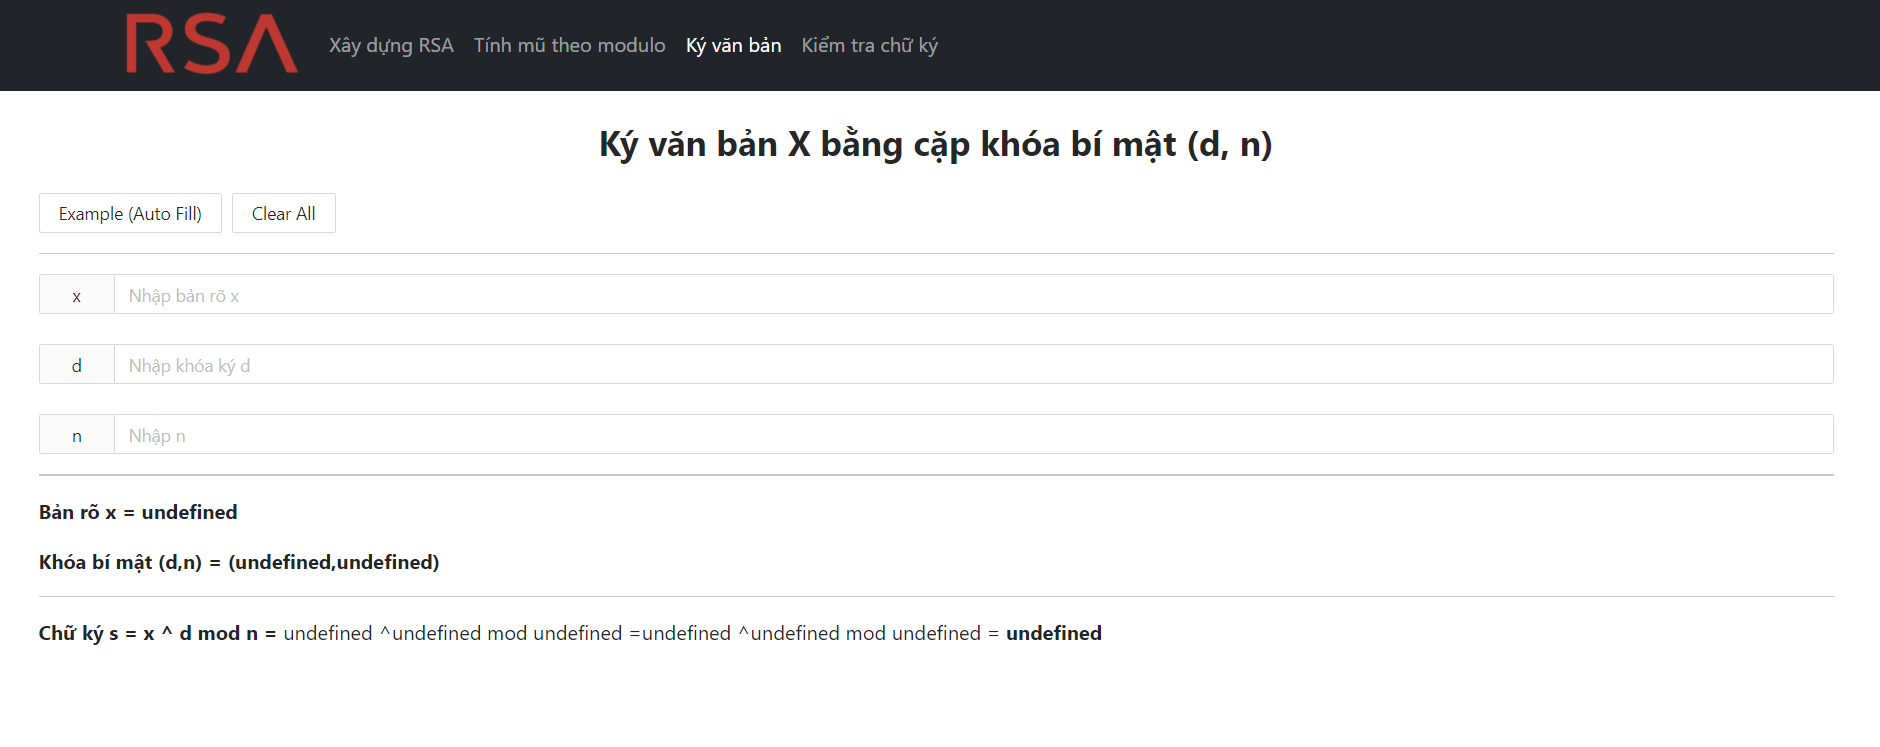 RSA Xây dựng RSA Tính mũ theo modulo Ký văn bản Kiểm tra chữ ký
Ký văn bản X bằng cặp khóa bí mật (d, n)
Example (Auto Fill) Clear All
x Nhập bản rõ x
d Nhập khóa ký d
n Nhập n
Bản rõ x = undefined
Khóa bí mật (d,n) = (undefined,undefined)
Chữ ký s = x ^ d mod n = undefined ^undefined mod undefined =undefined ^undefined mod undefined = undefined